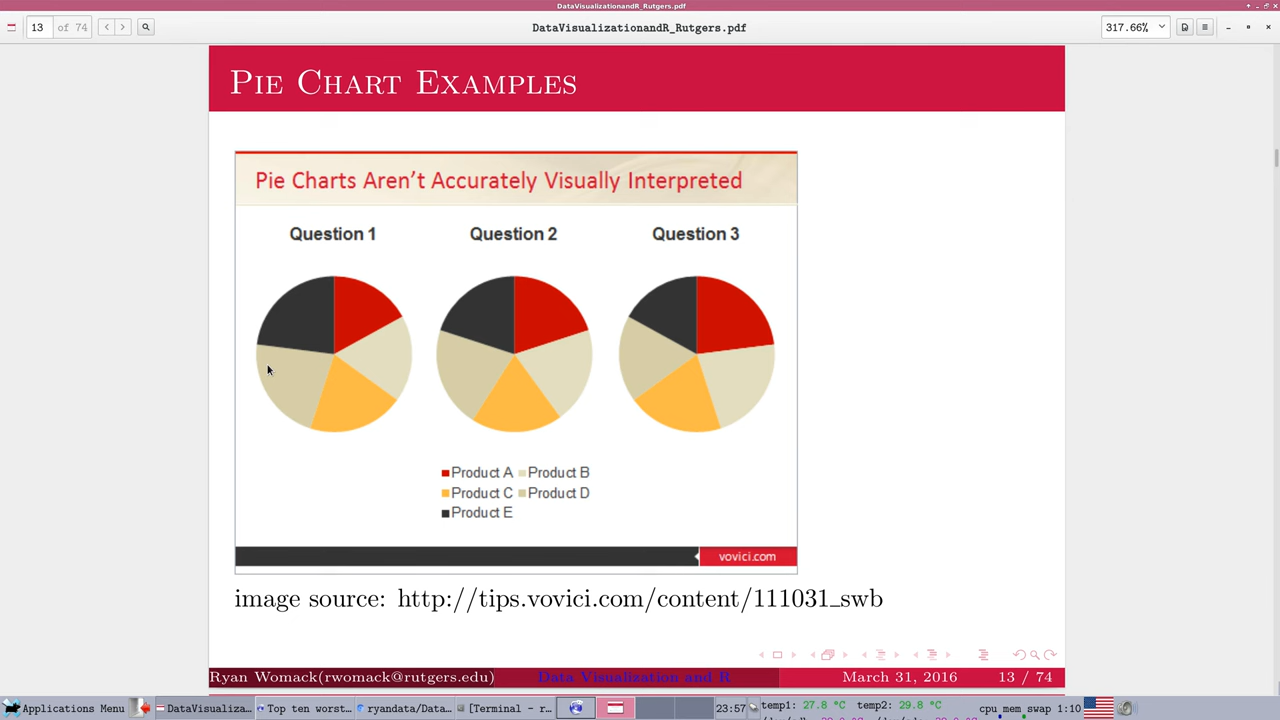 DataVisualizationandR_Rutgers.pdf
13 of 74
DataVisualizationandR_Rutgers.pdf
317.66%
Pie Chart Examples
Pie Charts Aren't Accurately Visually Interpreted
Question 1
Question 2
Question 3
Product A
Product B
Product C
Product D
Product E
vovici.com
image source: http://tips.vovici.com/content/111031_swb
Ryan Womack(rwomack@rutgers.edu)
Data Visualization and R
March 31, 2016
13 / 74
Applications Menu
DataVisualiza...
Top ten worst...
ryann/Data...
[Terminal - r...
23:57
temp1: 27.8 °C temp2: 29.8 °C
cpu mem swap 1:10